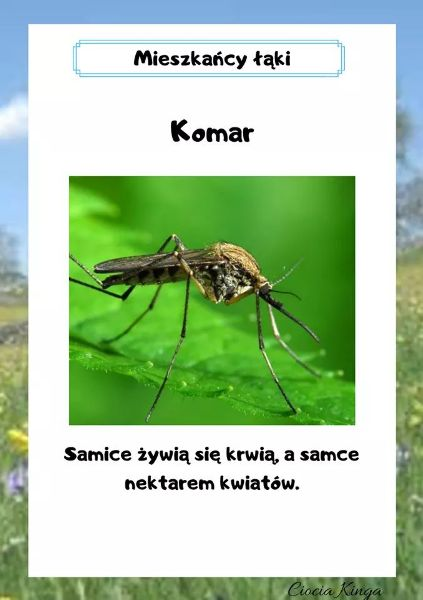 Mieszkańcy łąki
Komar
Samice żywią się krwią, a samce
nektarem kwiatów.
Ciocia Kinga